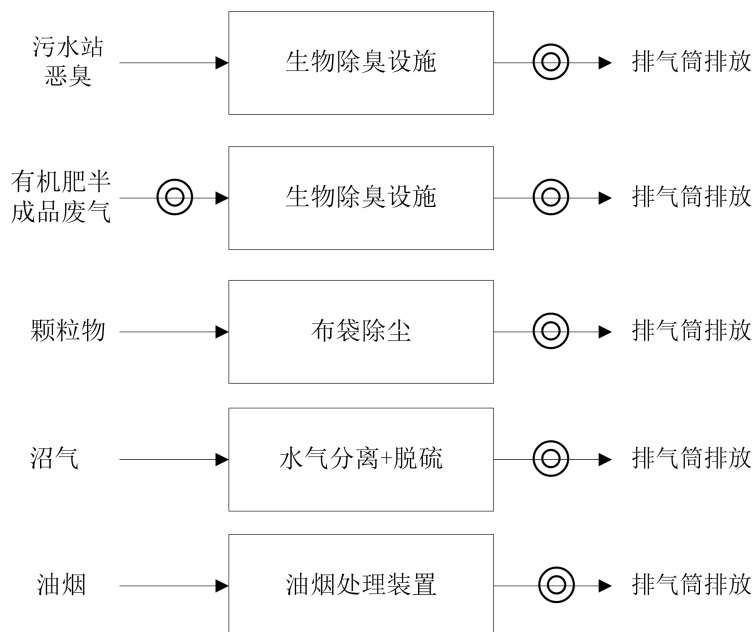 污水站
恶臭
生物除臭设施
排气筒排放
有机肥半
成品废气
生物除臭设施
排气筒排放
颗粒物
布袋除尘
排气筒排放
沼气
水气分离+脱硫
排气筒排放
油烟
油烟处理装置
排气筒排放